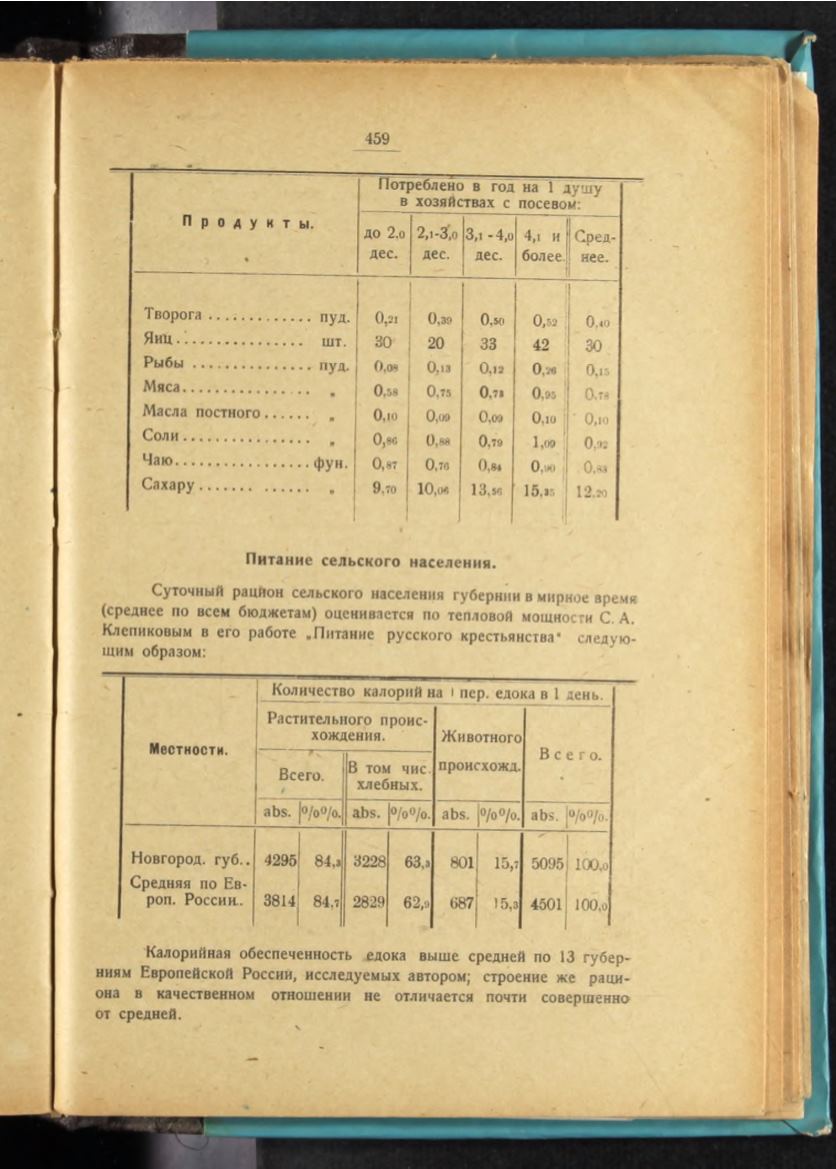 459
Потреблено в год на 1 душу
в хозяйствах с посевом:
Продукты.
до 2,0 дес. 2,1-3,0 дес. 3,1-4,0 дес. 4,1 и более. Среднее.
Творога ............. пуд. 0,21 0,39 0,50 0,52 0,40
Яиц ................ шт. 30 20 33 42 30
Рыбы ............... пуд. 0,08 0,13 0,12 0,26 0,15
Мяса................ „ 0,58 0,75 0,78 0,95 0,78
Масла постного ...... „ 0,10 0,09 0,09 0,10 0,10
Соли ................ „ 0,86 0,88 0,79 1,09 0,92
Чаю.................фун. 0,87 0,76 0,84 0,90 0,83
Сахару ....... ...... „ 9,70 10,06 13,56 15,35 12,20
Питание сельского населения.
Суточный рацион сельского населения губернии в мирное время
(среднее по всем бюджетам) оценивается по тепловой мощности С. А.
Клепиковым в его работе „Питание русского крестьянства" следую-
щим образом:
Количество калорий на 1 пер. едока в 1 день.
Местности.
Растительного проис-
хождения.
Животного
происхожд.
Всего.
Всего.
В том чис.
хлебных.
abs. %%. abs. %%. abs. %%. abs. %%.
Новгород. губ.. 4295 84,3 3228 63,3 801 15,7 5095 100,0
Средняя по Ев-
роп. России.. 3814 84,7 2829 62,9 687 15,3 4501 100,0
Калорийная обеспеченность едока выше средней по 13 губер-
ниям Европейской России, исследуемых автором; строение же раци-
она в качественном отношении не отличается почти совершенно
от средней.